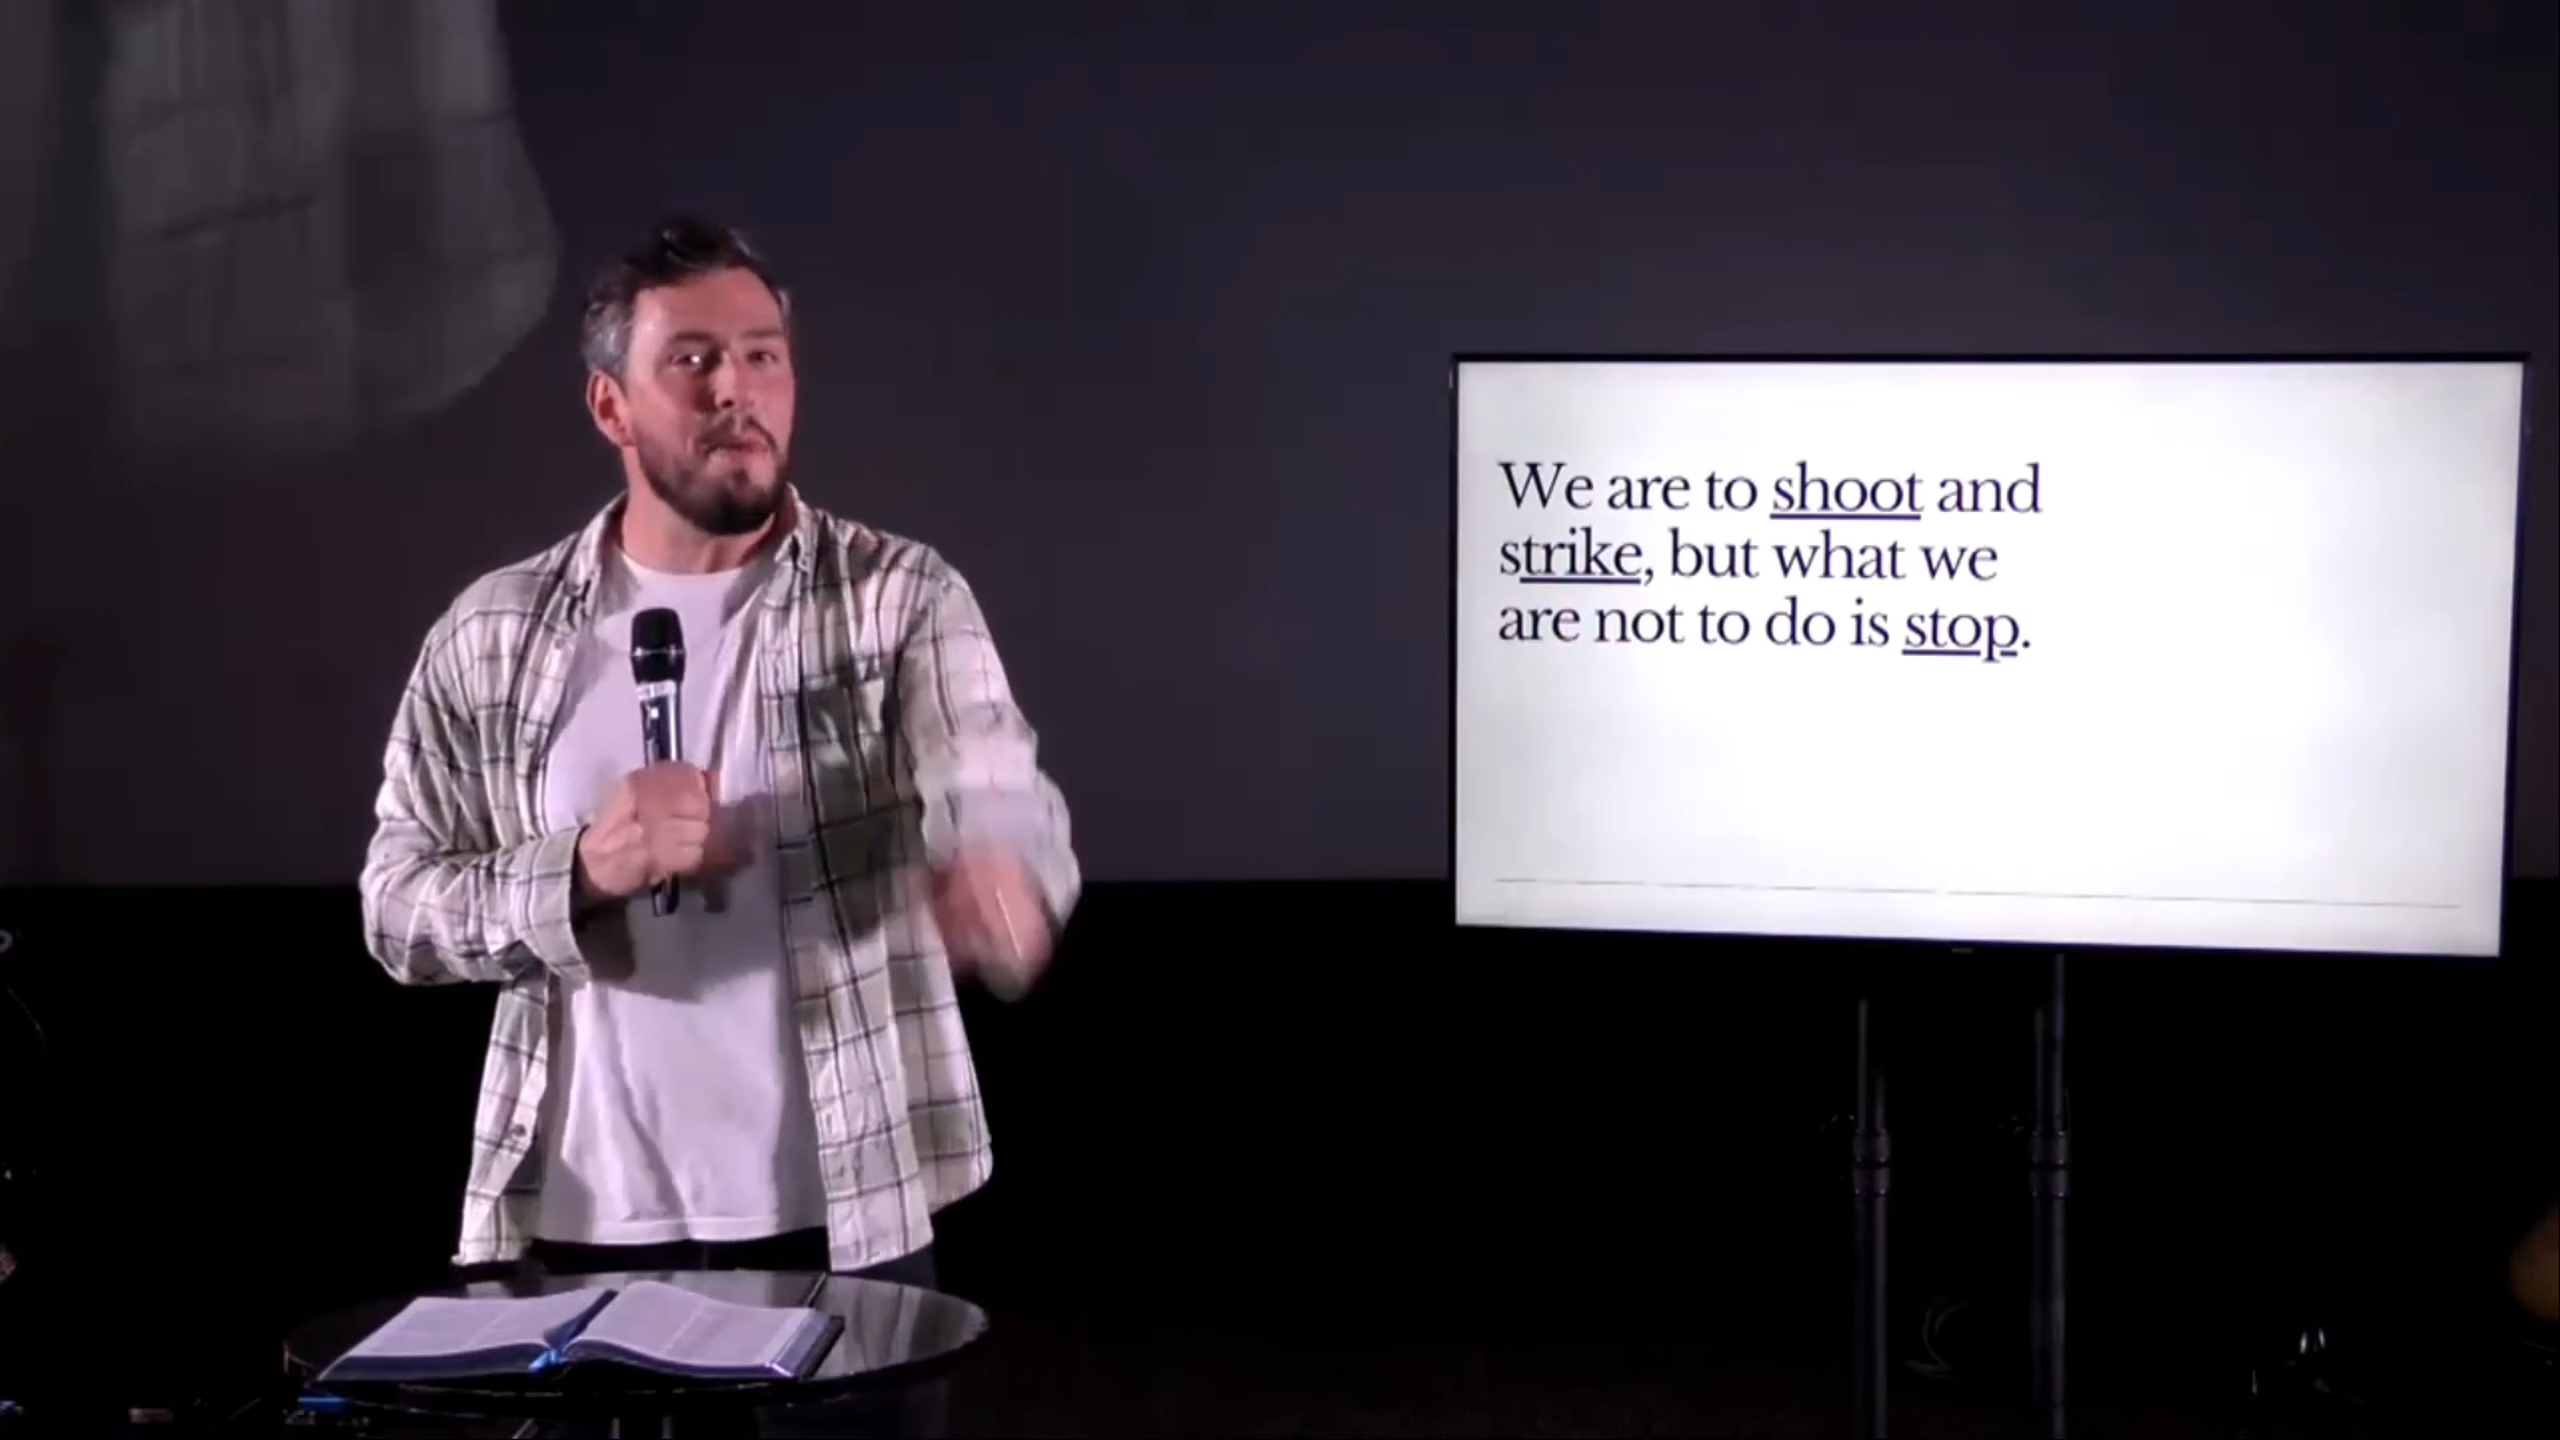 We are to shoot and
strike, but what we
are not to do is stop.